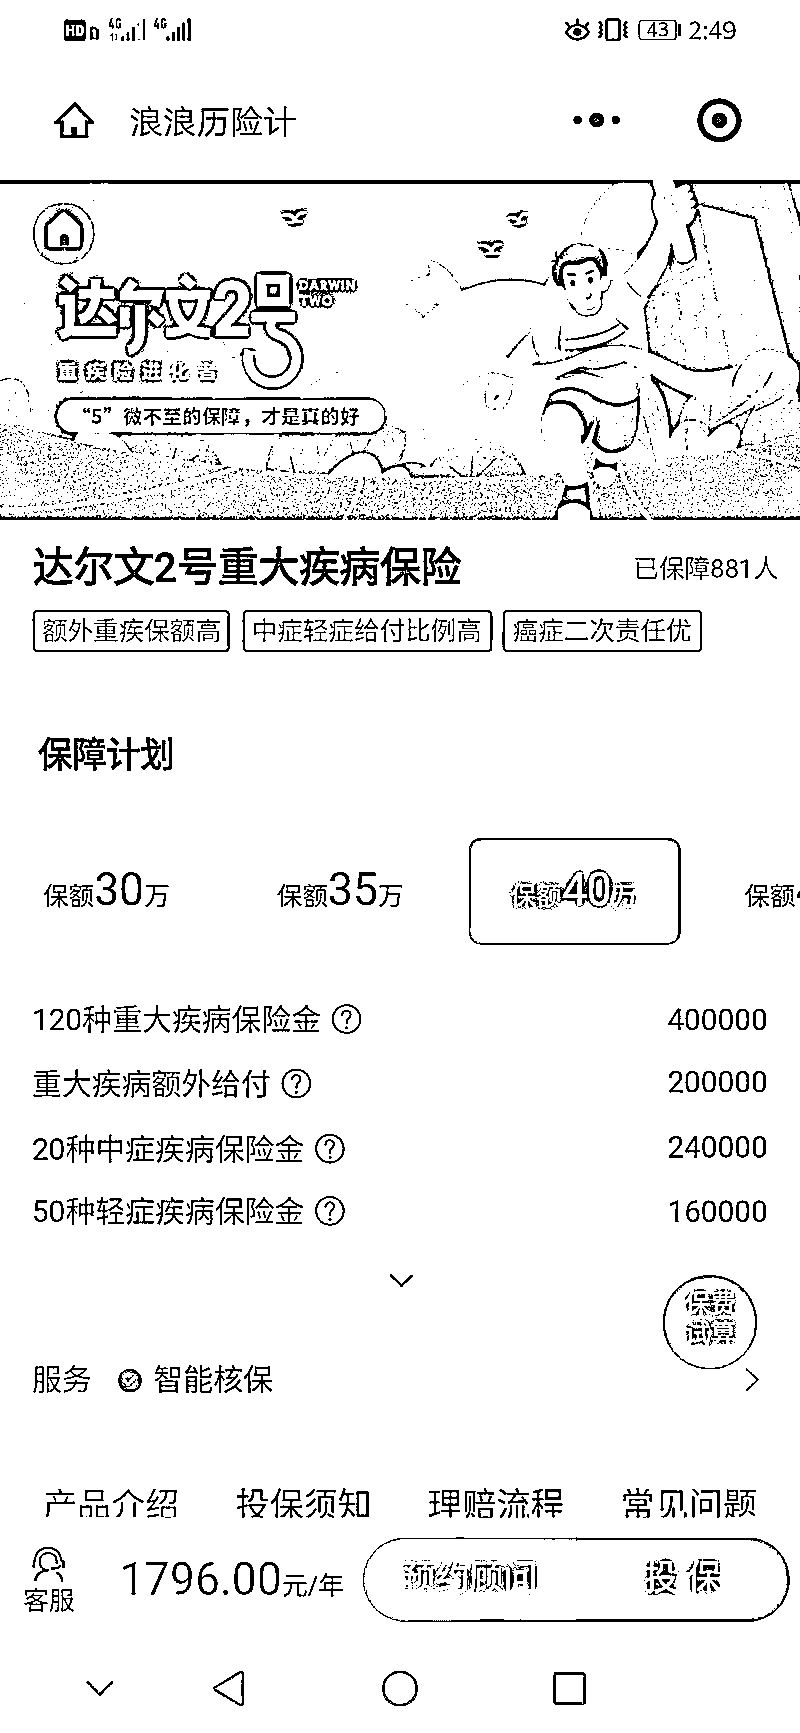 HD 4G 4G 43 2:49
浪浪历险计
达尔文2号 DARWIN TWO
重疾险进化者
“5”微不至的保障，才是真的好
达尔文2号重大疾病保险 已保障881人
额外重疾保额高 中症轻症给付比例高 癌症二次责任优
保障计划
保额30万 保额35万 保额40万 保额
120种重大疾病保险金 ? 400000
重大疾病额外给付 ? 200000
20种中症疾病保险金 ? 240000
50种轻症疾病保险金 ? 160000
保费
试算
服务 智能核保
产品介绍 投保须知 理赔流程 常见问题
客服 1796.00元/年 预约顾问 投保